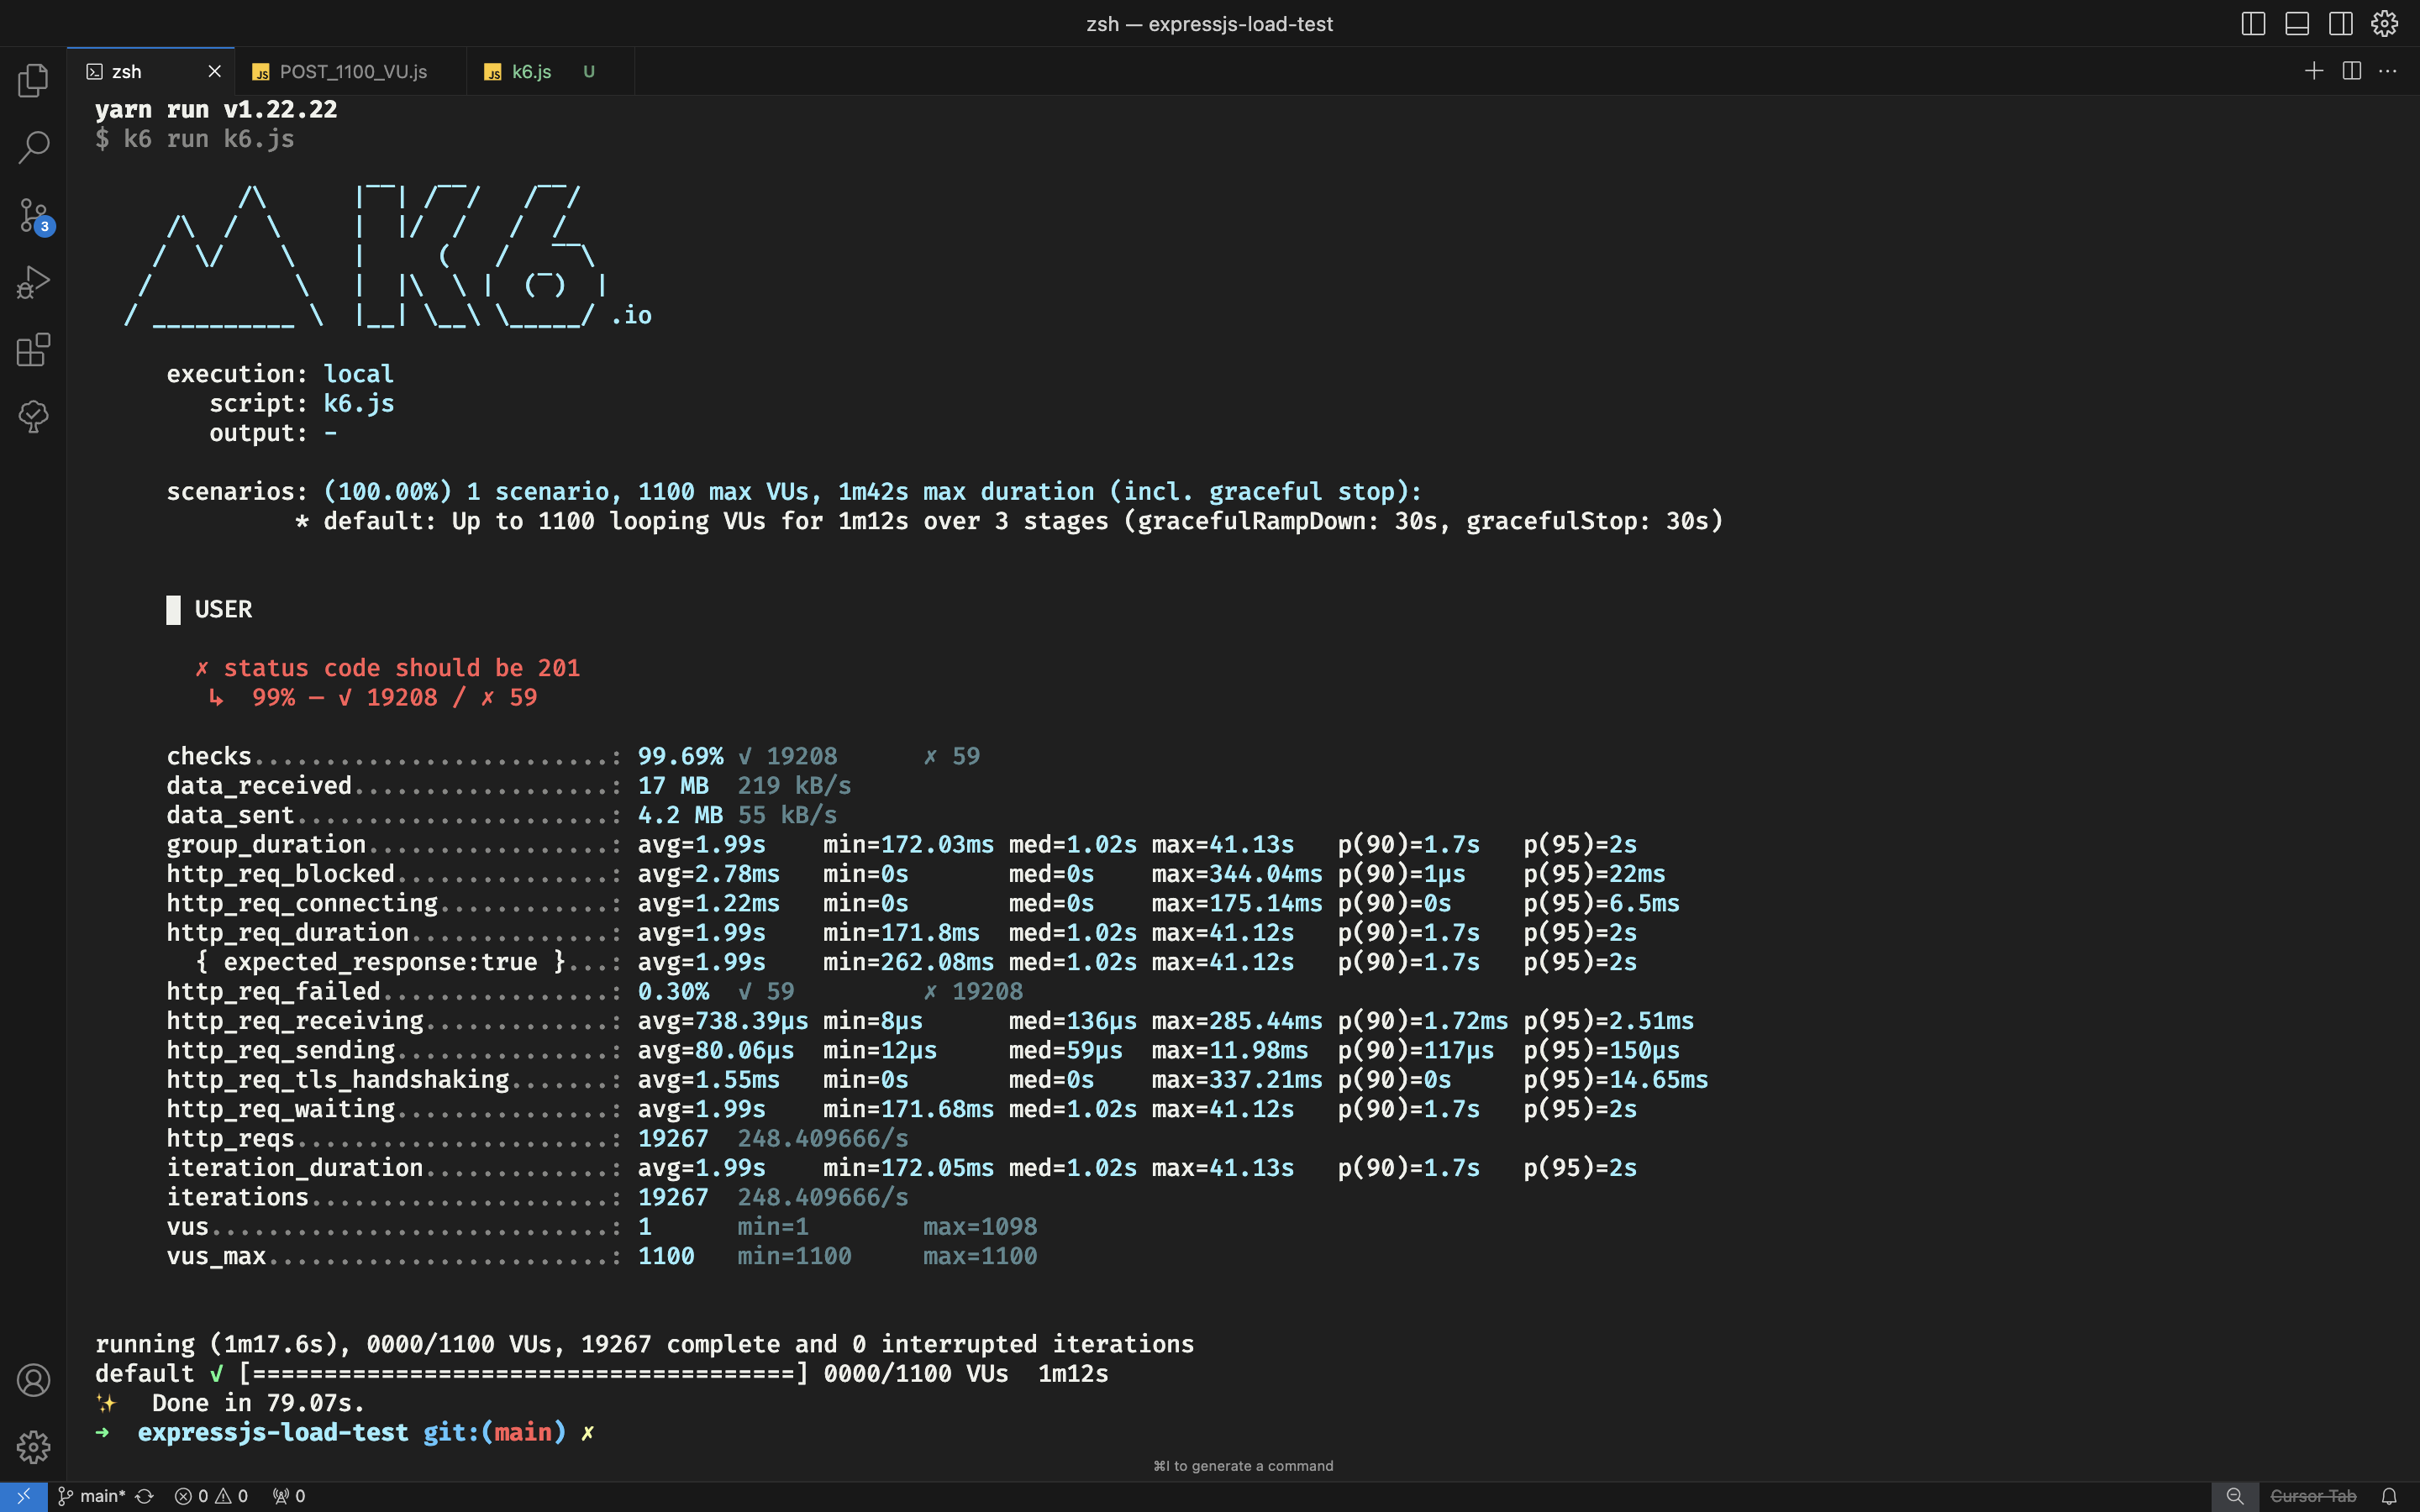 zsh — expressjs-load-test
zsh
POST_1100_VU.js
k6.js U
yarn run v1.22.22
$ k6 run k6.js
          /\      |‾‾| /‾‾/   /‾‾/
     /\  /  \     |  |/  /   /  /
    /  \/    \    |     (   /   ‾‾\
   /          \   |  |\  \ |  (‾)  |
  / __________ \  |__| \__\ \_____/ .io
execution: local
script: k6.js
output: -
scenarios: (100.00%) 1 scenario, 1100 max VUs, 1m42s max duration (incl. graceful stop):
* default: Up to 1100 looping VUs for 1m12s over 3 stages (gracefulRampDown: 30s, gracefulStop: 30s)
█ USER
✗ status code should be 201
↳ 99% — ✓ 19208 / ✗ 59
checks.........................: 99.69% ✓ 19208 ✗ 59
data_received..................: 17 MB 219 kB/s
data_sent......................: 4.2 MB 55 kB/s
group_duration.................: avg=1.99s min=172.03ms med=1.02s max=41.13s p(90)=1.7s p(95)=2s
http_req_blocked...............: avg=2.78ms min=0s med=0s max=344.04ms p(90)=1µs p(95)=22ms
http_req_connecting............: avg=1.22ms min=0s med=0s max=175.14ms p(90)=0s p(95)=6.5ms
http_req_duration..............: avg=1.99s min=171.8ms med=1.02s max=41.12s p(90)=1.7s p(95)=2s
{ expected_response:true }...: avg=1.99s min=262.08ms med=1.02s max=41.12s p(90)=1.7s p(95)=2s
http_req_failed................: 0.30% ✓ 59 ✗ 19208
http_req_receiving.............: avg=738.39µs min=8µs med=136µs max=285.44ms p(90)=1.72ms p(95)=2.51ms
http_req_sending...............: avg=80.06µs min=12µs med=59µs max=11.98ms p(90)=117µs p(95)=150µs
http_req_tls_handshaking.......: avg=1.55ms min=0s med=0s max=337.21ms p(90)=0s p(95)=14.65ms
http_req_waiting...............: avg=1.99s min=171.68ms med=1.02s max=41.12s p(90)=1.7s p(95)=2s
http_reqs......................: 19267 248.409666/s
iteration_duration.............: avg=1.99s min=172.05ms med=1.02s max=41.13s p(90)=1.7s p(95)=2s
iterations.....................: 19267 248.409666/s
vus............................: 1 min=1 max=1098
vus_max........................: 1100 min=1100 max=1100
running (1m17.6s), 0000/1100 VUs, 19267 complete and 0 interrupted iterations
default ✓ [======================================] 0000/1100 VUs 1m12s
✨ Done in 79.07s.
➜ expressjs-load-test git:(main) ✗
⌘I to generate a command
3
main* 0 0 0
Cursor Tab